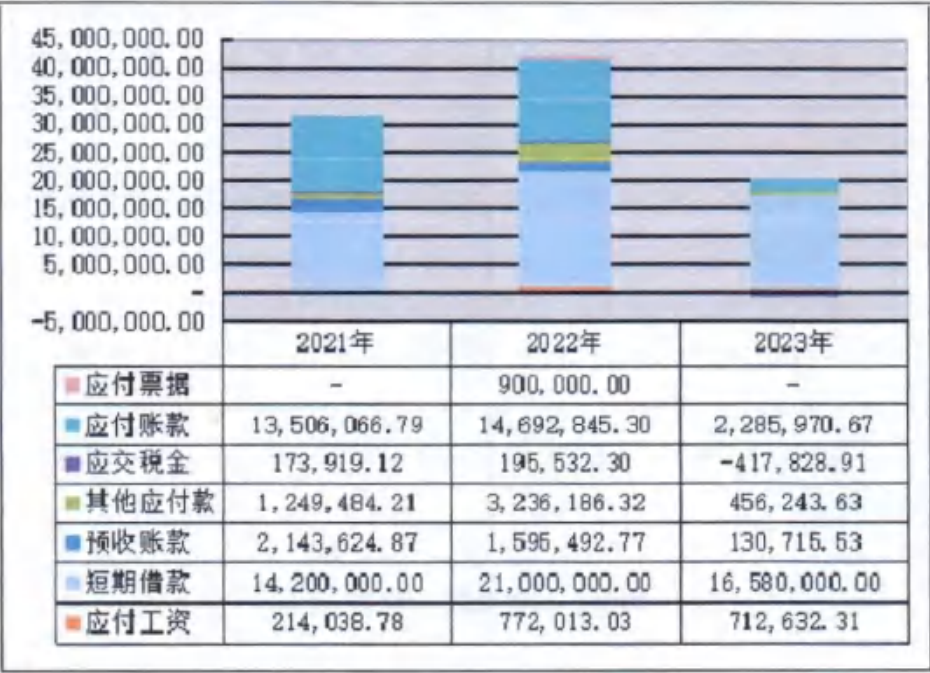 45,000,000.00
40,000,000.00
35,000,000.00
30,000,000.00
25,000,000.00
20,000,000.00
15,000,000.00
10,000,000.00
5,000,000.00
-
-5,000,000.00
2021年 2022年 2023年
应付票据 - 900,000.00 -
应付账款 13,506,066.79 14,692,845.30 2,285,970.67
应交税金 173,919.12 195,532.30 -417,828.91
其他应付款 1,249,484.21 3,236,186.32 456,243.63
预收账款 2,143,624.87 1,595,492.77 130,715.53
短期借款 14,200,000.00 21,000,000.00 16,580,000.00
应付工资 214,038.78 772,013.03 712,632.31